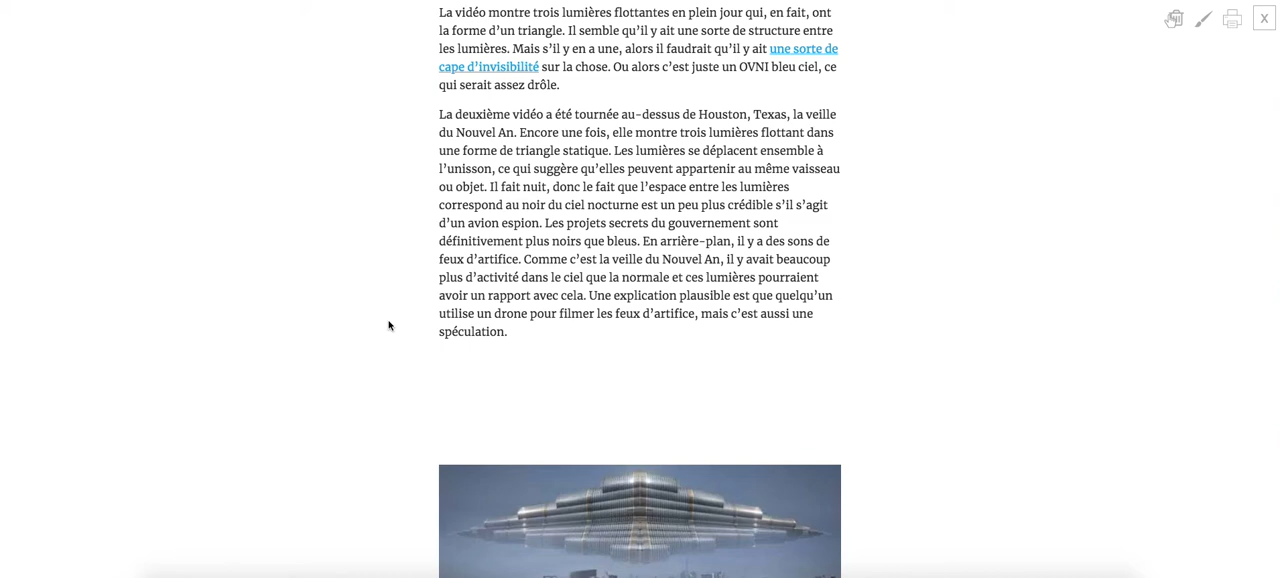 La vidéo montre trois lumières flottantes en plein jour qui, en fait, ont
la forme d’un triangle. Il semble qu’il y ait une sorte de structure entre
les lumières. Mais s’il y en a une, alors il faudrait qu’il y ait une sorte de
cape d’invisibilité sur la chose. Ou alors c’est juste un OVNI bleu ciel, ce
qui serait assez drôle.
La deuxième vidéo a été tournée au-dessus de Houston, Texas, la veille
du Nouvel An. Encore une fois, elle montre trois lumières flottant dans
une forme de triangle statique. Les lumières se déplacent ensemble à
l’unisson, ce qui suggère qu’elles peuvent appartenir au même vaisseau
ou objet. Il fait nuit, donc le fait que l’espace entre les lumières
correspond au noir du ciel nocturne est un peu plus crédible s’il s’agit
d’un avion espion. Les projets secrets du gouvernement sont
définitivement plus noirs que bleus. En arrière-plan, il y a des sons de
feux d’artifice. Comme c’est la veille du Nouvel An, il y avait beaucoup
plus d’activité dans le ciel que la normale et ces lumières pourraient
avoir un rapport avec cela. Une explication plausible est que quelqu’un
utilise un drone pour filmer les feux d’artifice, mais c’est aussi une
spéculation.
X